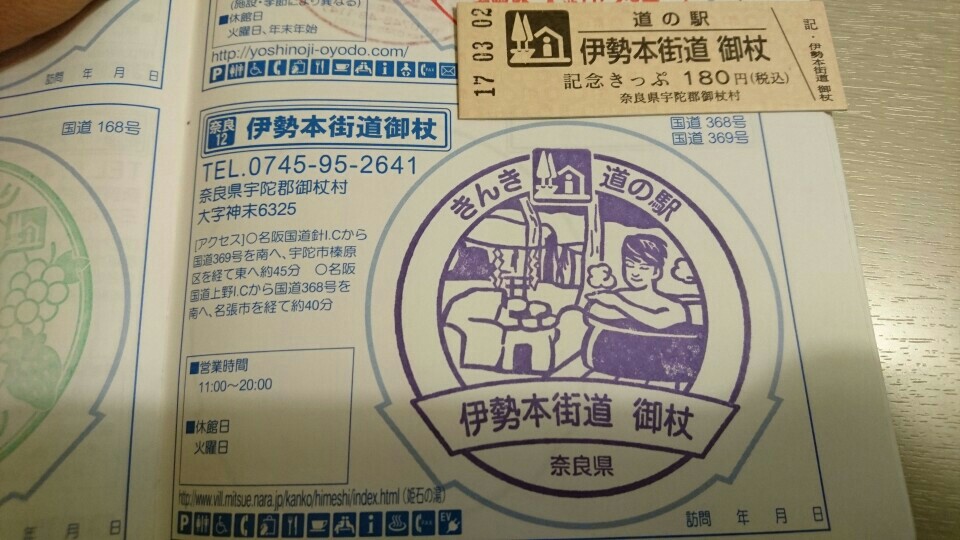 (施設・季節により異なる)
■休館日
火曜日、年末年始
http://yoshinoji-oyodo.com/
訪問 年 月 日
国道 168号
17 03 02
道の駅
伊勢本街道 御杖
記念きっぷ 180円(税込)
奈良県宇陀郡御杖村
記・伊勢本街道 御杖
奈良 12
伊勢本街道御杖
国道 368号
国道 369号
TEL.0745-95-2641
奈良県宇陀郡御杖村
大字神末6325
[アクセス]○名阪国道針I.Cから
国道369号を南へ、宇陀市榛原
区を経て東へ約45分 ○名阪
国道上野I.Cから国道368号を
南へ、名張市を経て約40分
きんき 道の駅
伊勢本街道 御杖
奈良県
■営業時間
11:00～20:00
■休館日
火曜日
http://www.vill.mitsue.nara.jp/kanko/himeshi/index.html (姫石の湯)
P
EV
年 月 日
訪問 年 月 日